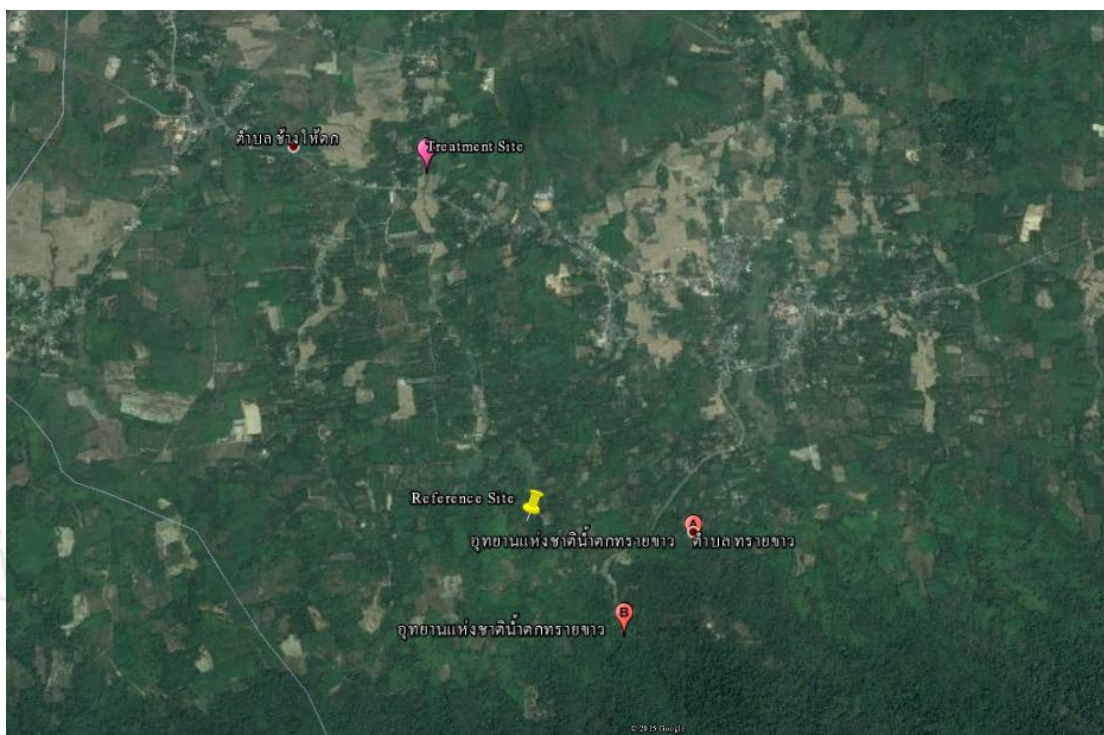 ตำบล ช้างให้ตก
Treatment Site
Reference Site
A
อุทยานแห่งชาติน้ำตกทรายขาว
ตำบล ทรายขาว
B
อุทยานแห่งชาติน้ำตกทรายขาว
© 2015 Google